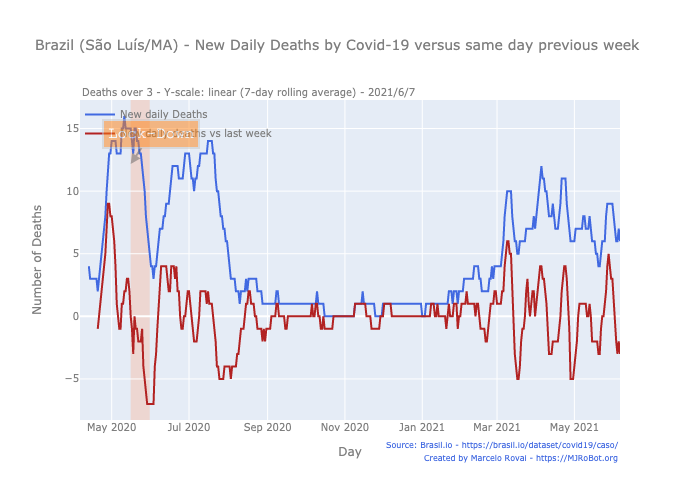 Brazil (São Luís/MA) - New Daily Deaths by Covid-19 versus same day previous week
Deaths over 3 - Y-scale: linear (7-day rolling average) - 2021/6/7
New daily Deaths
daily deaths vs last week
Number of Deaths
15
10
5
0
−5
May 2020
Jul 2020
Sep 2020
Nov 2020
Jan 2021
Mar 2021
May 2021
Day
Source: Brasil.io - https://brasil.io/dataset/covid19/caso/
Created by Marcelo Rovai - https://MJRoBot.org